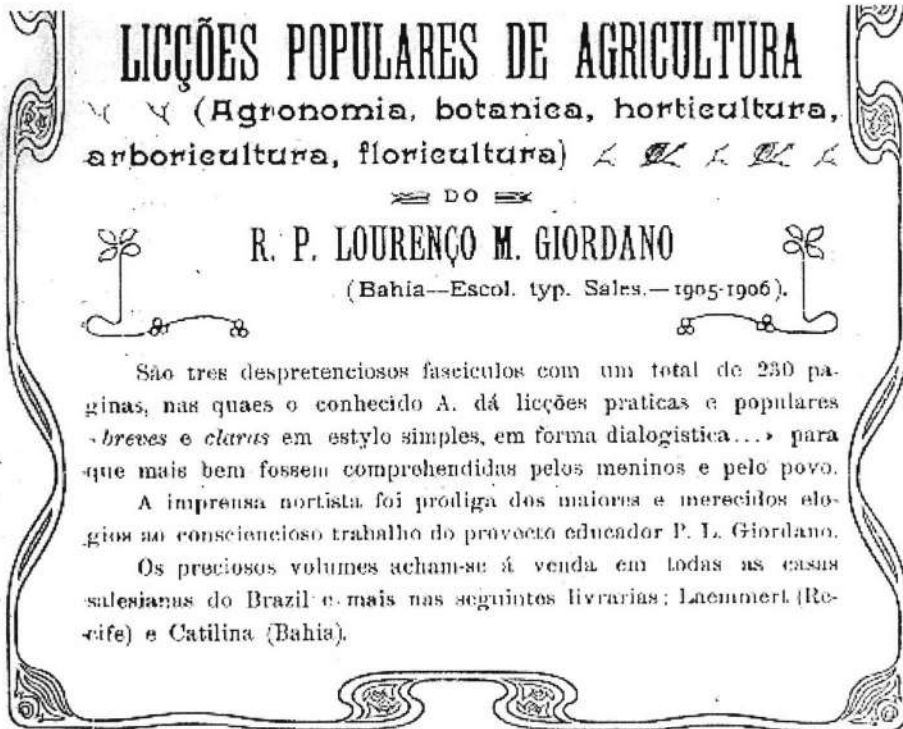 LICÇÕES POPULARES DE AGRICULTURA
(Agronomia, botanica, horticultura,
arboricultura, floricultura)
DO
R. P. LOURENÇO M. GIORDANO
(Bahia—Escol. typ. Sales.—1905-1906).
São tres despretenciosos fasciculos com um total de 230 pa-
ginas, nas quaes o conhecido A. dá licções praticas e populares
«breves e claras em estylo simples, em forma dialogistica...» para
que mais bem fossem comprehendidas pelos meninos e pelo povo.
A imprensa nortista foi prodiga dos maiores e merecidos elo-
gios ao consciencioso trabalho do provecto educador P. L. Giordano.
Os preciosos volumes acham-se á venda em todas as casas
salesianas do Brazil e mais nas seguintes livrarias: Laemmert (Re-
cife) e Catilina (Bahia).